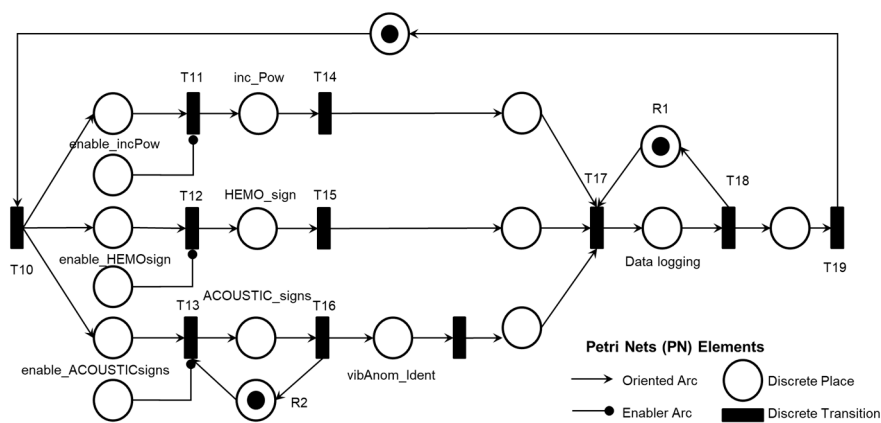 T11
inc_Pow
T14
enable_incPow
R1
T12
HEMO_sign
T15
T17
T18
T10
enable_HEMOsign
Data logging
T19
T13
ACOUSTIC_signs
T16
enable_ACOUSTICsigns
vibAnom_Ident
R2
Petri Nets (PN) Elements
Oriented Arc
Discrete Place
Enabler Arc
Discrete Transition